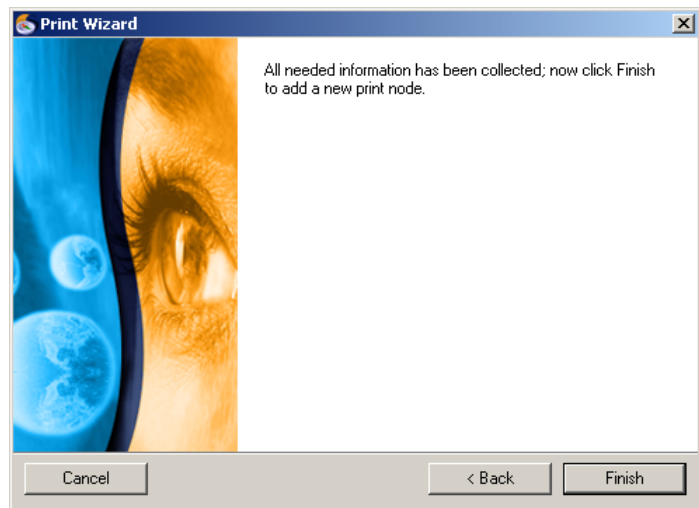 Print Wizard
All needed information has been collected; now click Finish
to add a new print node.
Cancel
< Back
Finish